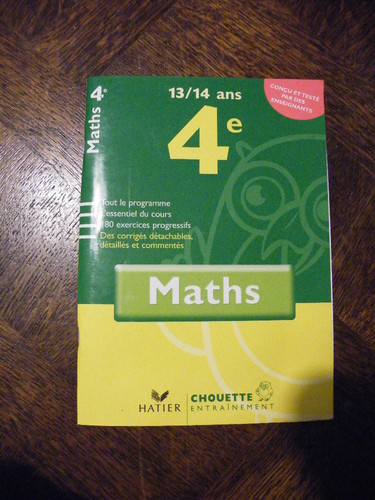 Maths 4e
13/14 ans
CONÇU ET TESTÉ
PAR DES
ENSEIGNANTS
4e
Tout le programme
L'essentiel du cours
180 exercices progressifs
Des corrigés détachables,
détaillés et commentés
Maths
HATIER
CHOUETTE
ENTRAÎNEMENT